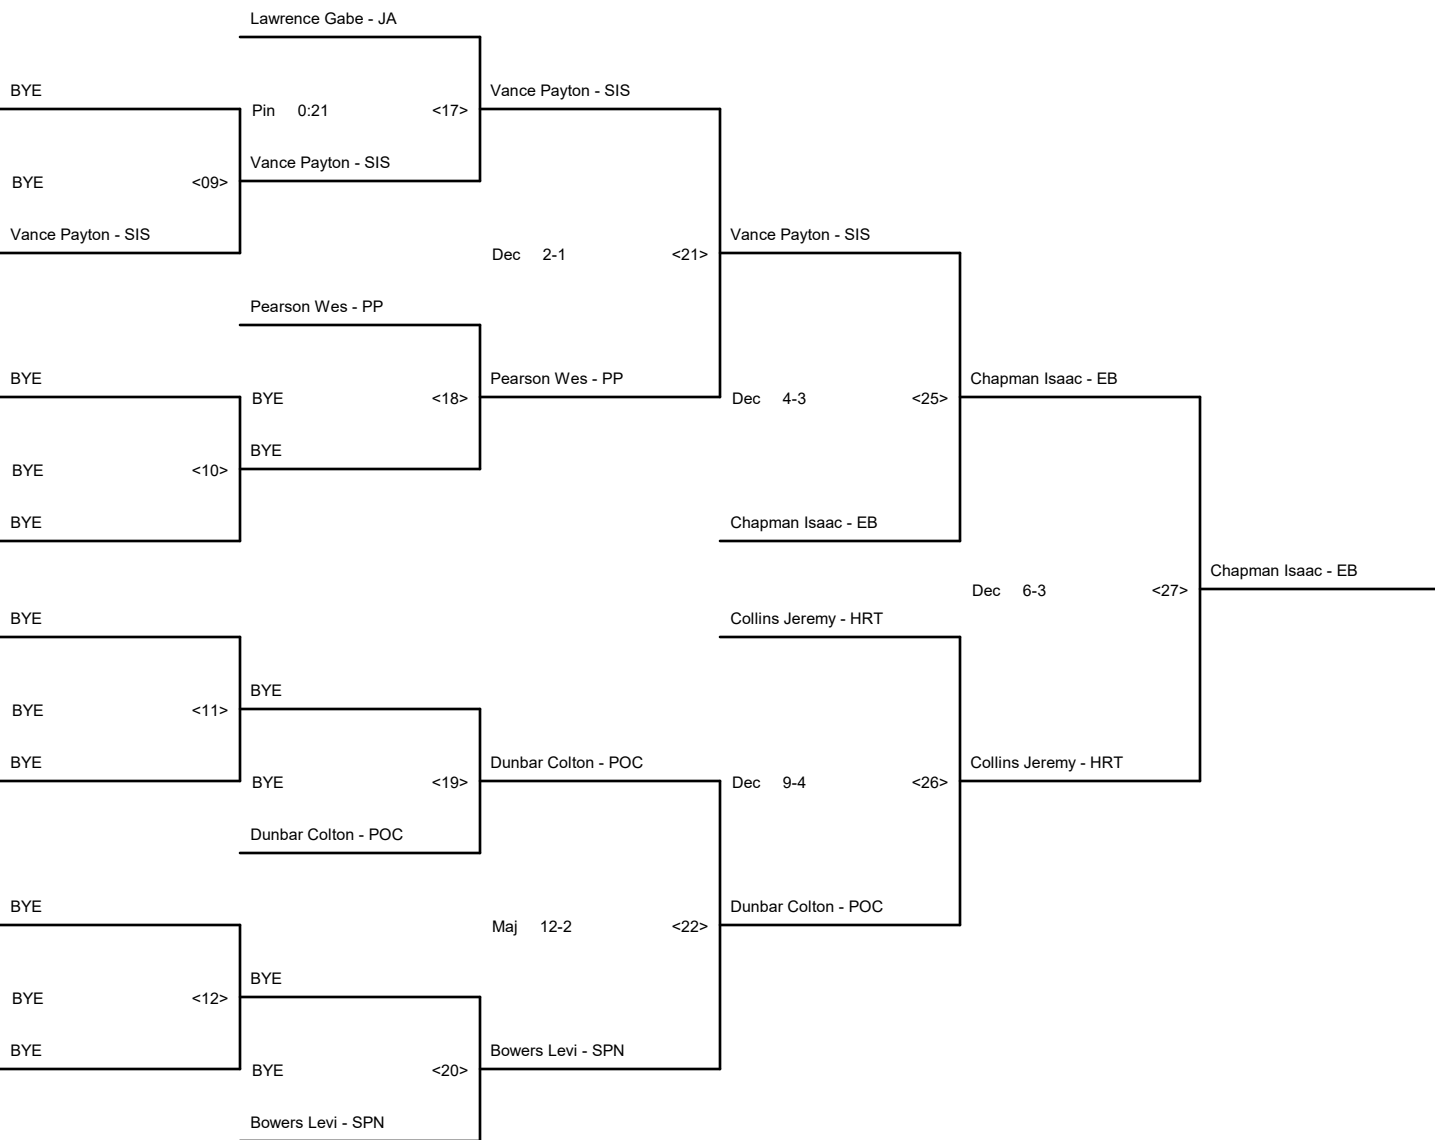 Lawrence Gabe - JA
BYE
Vance Payton - SIS
Pin 0:21 <17>
Vance Payton - SIS
BYE <09>
Vance Payton - SIS
Vance Payton - SIS
Dec 2-1 <21>
Pearson Wes - PP
BYE
Pearson Wes - PP
Chapman Isaac - EB
BYE <18>
Dec 4-3 <25>
BYE
BYE <10>
BYE
Chapman Isaac - EB
Chapman Isaac - EB
Dec 6-3 <27>
BYE
Collins Jeremy - HRT
BYE
BYE <11>
BYE
Dunbar Colton - POC
Collins Jeremy - HRT
BYE <19>
Dec 9-4 <26>
Dunbar Colton - POC
BYE
Dunbar Colton - POC
Maj 12-2 <22>
BYE
BYE <12>
BYE
Bowers Levi - SPN
BYE <20>
Bowers Levi - SPN